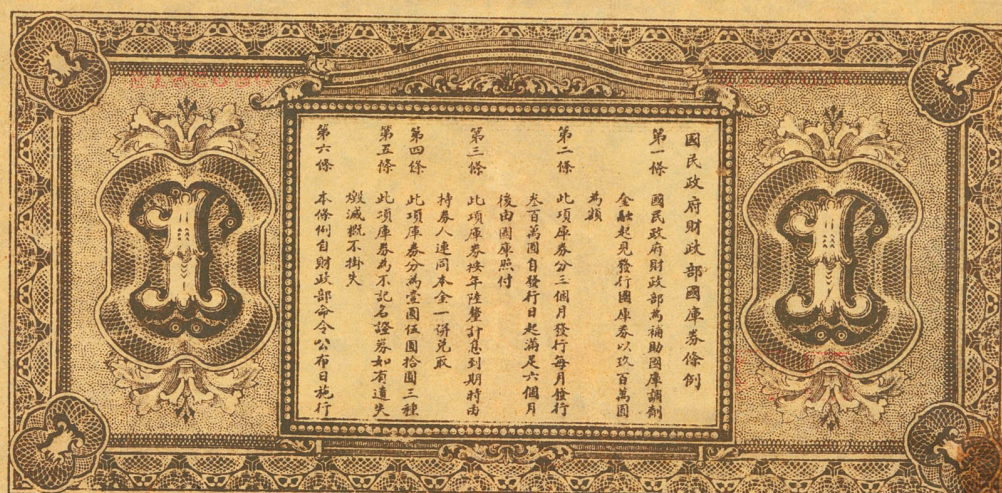 國民政府財政部國庫券條例
第一條 國民政府財政部為補助國庫調劑
金融起見發行國庫券以玖百萬圓
為額
第二條 此項庫券分三個月發行每月發行
叁百萬圓自發行日起滿足六個月
後由國庫照付
第三條 此項庫券按年陸釐計息到期時由
持券人連同本金一併兌取
第四條 此項庫券分為壹圓伍圓拾圓三種
第五條 此項庫券為不記名證券如有遺失
燬滅概不掛失
第六條 本條例自財政部命令公布日施行
1
1